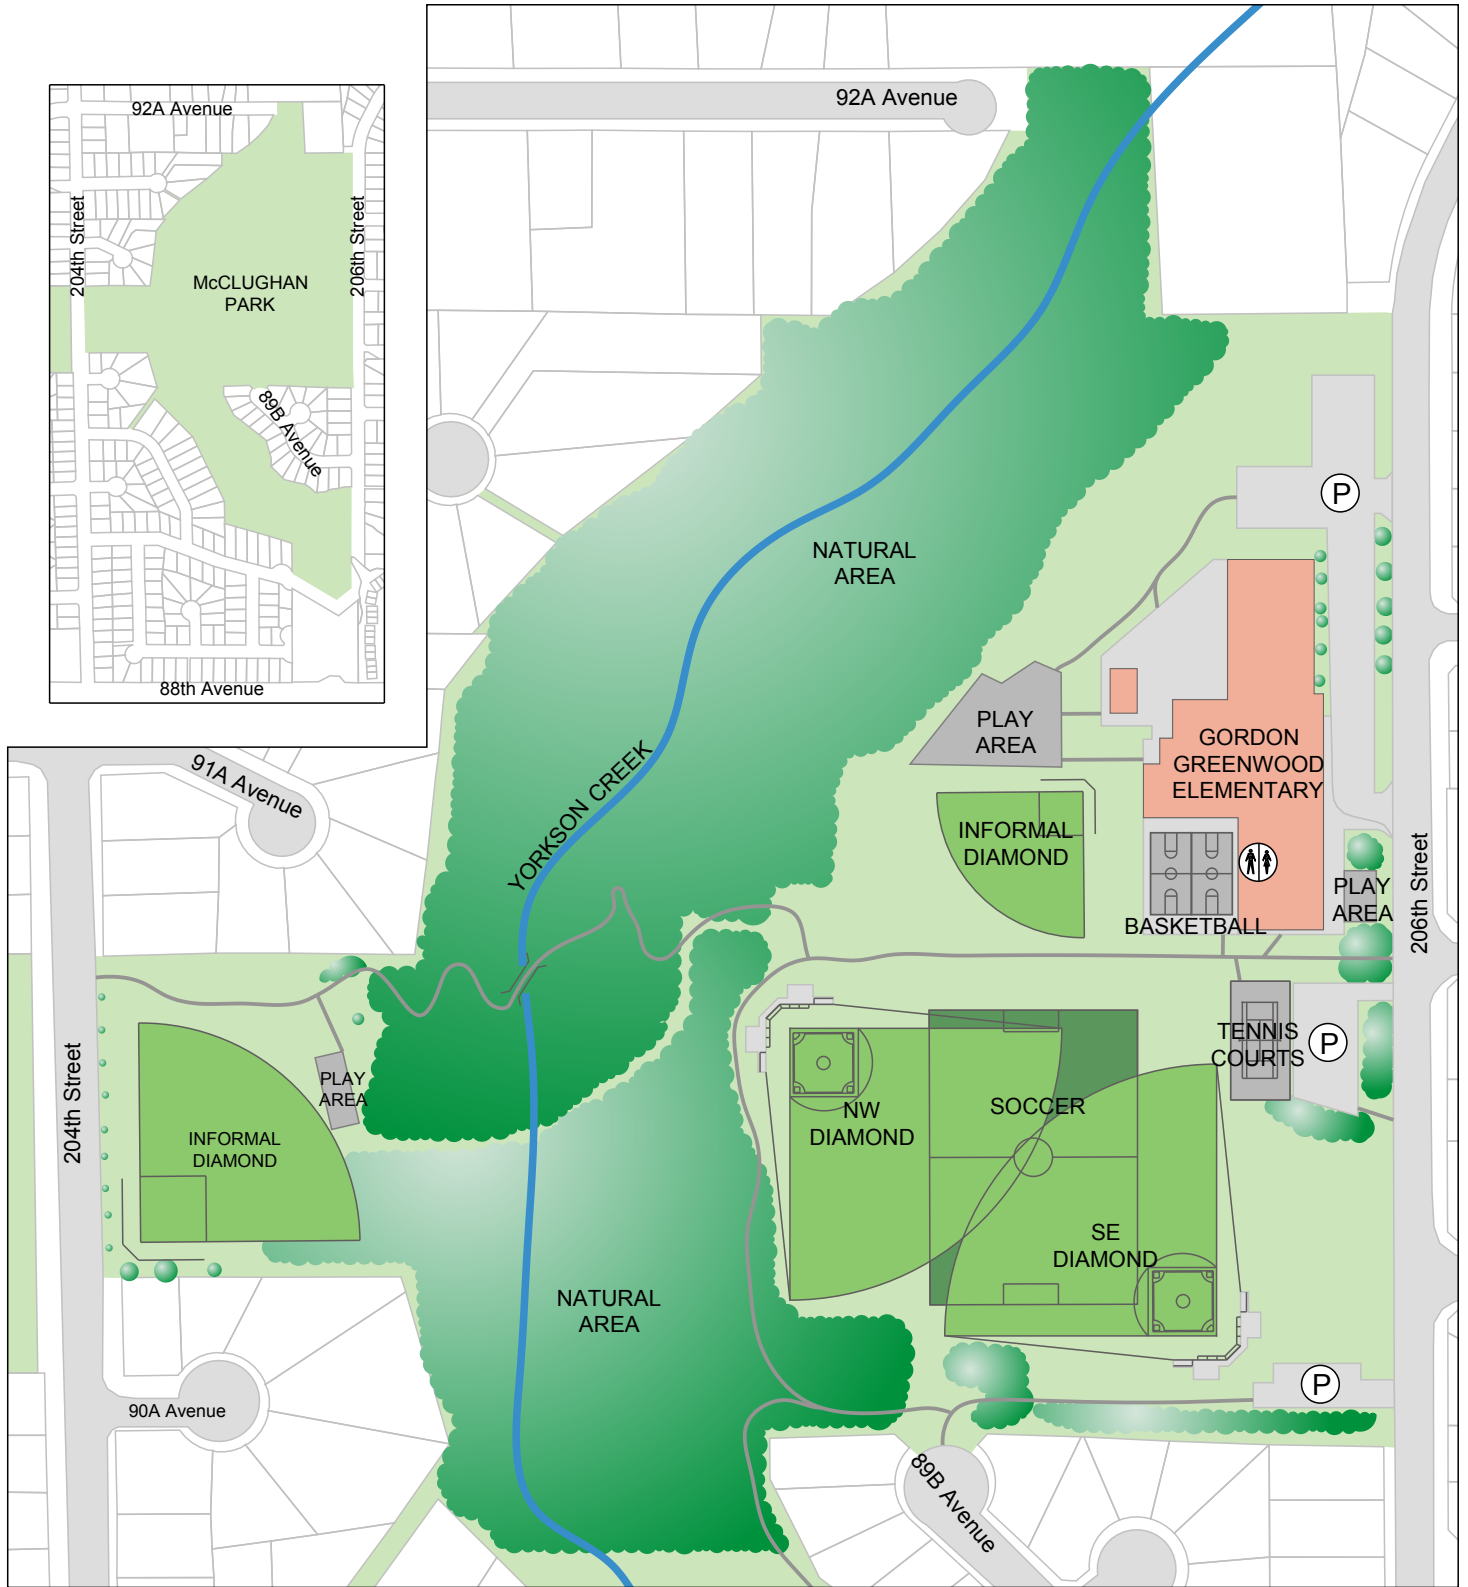 92A Avenue
204th Street
206th Street
McCLUGHAN
PARK
89B Avenue
88th Avenue
92A Avenue
P
NATURAL
AREA
PLAY
AREA
GORDON
GREENWOOD
ELEMENTARY
YORKSON CREEK
91A Avenue
INFORMAL
DIAMOND
PLAY
AREA
BASKETBALL
206th Street
204th Street
PLAY
AREA
INFORMAL
DIAMOND
TENNIS
COURTS
P
NW
DIAMOND
SOCCER
SE
DIAMOND
NATURAL
AREA
P
90A Avenue
89B Avenue